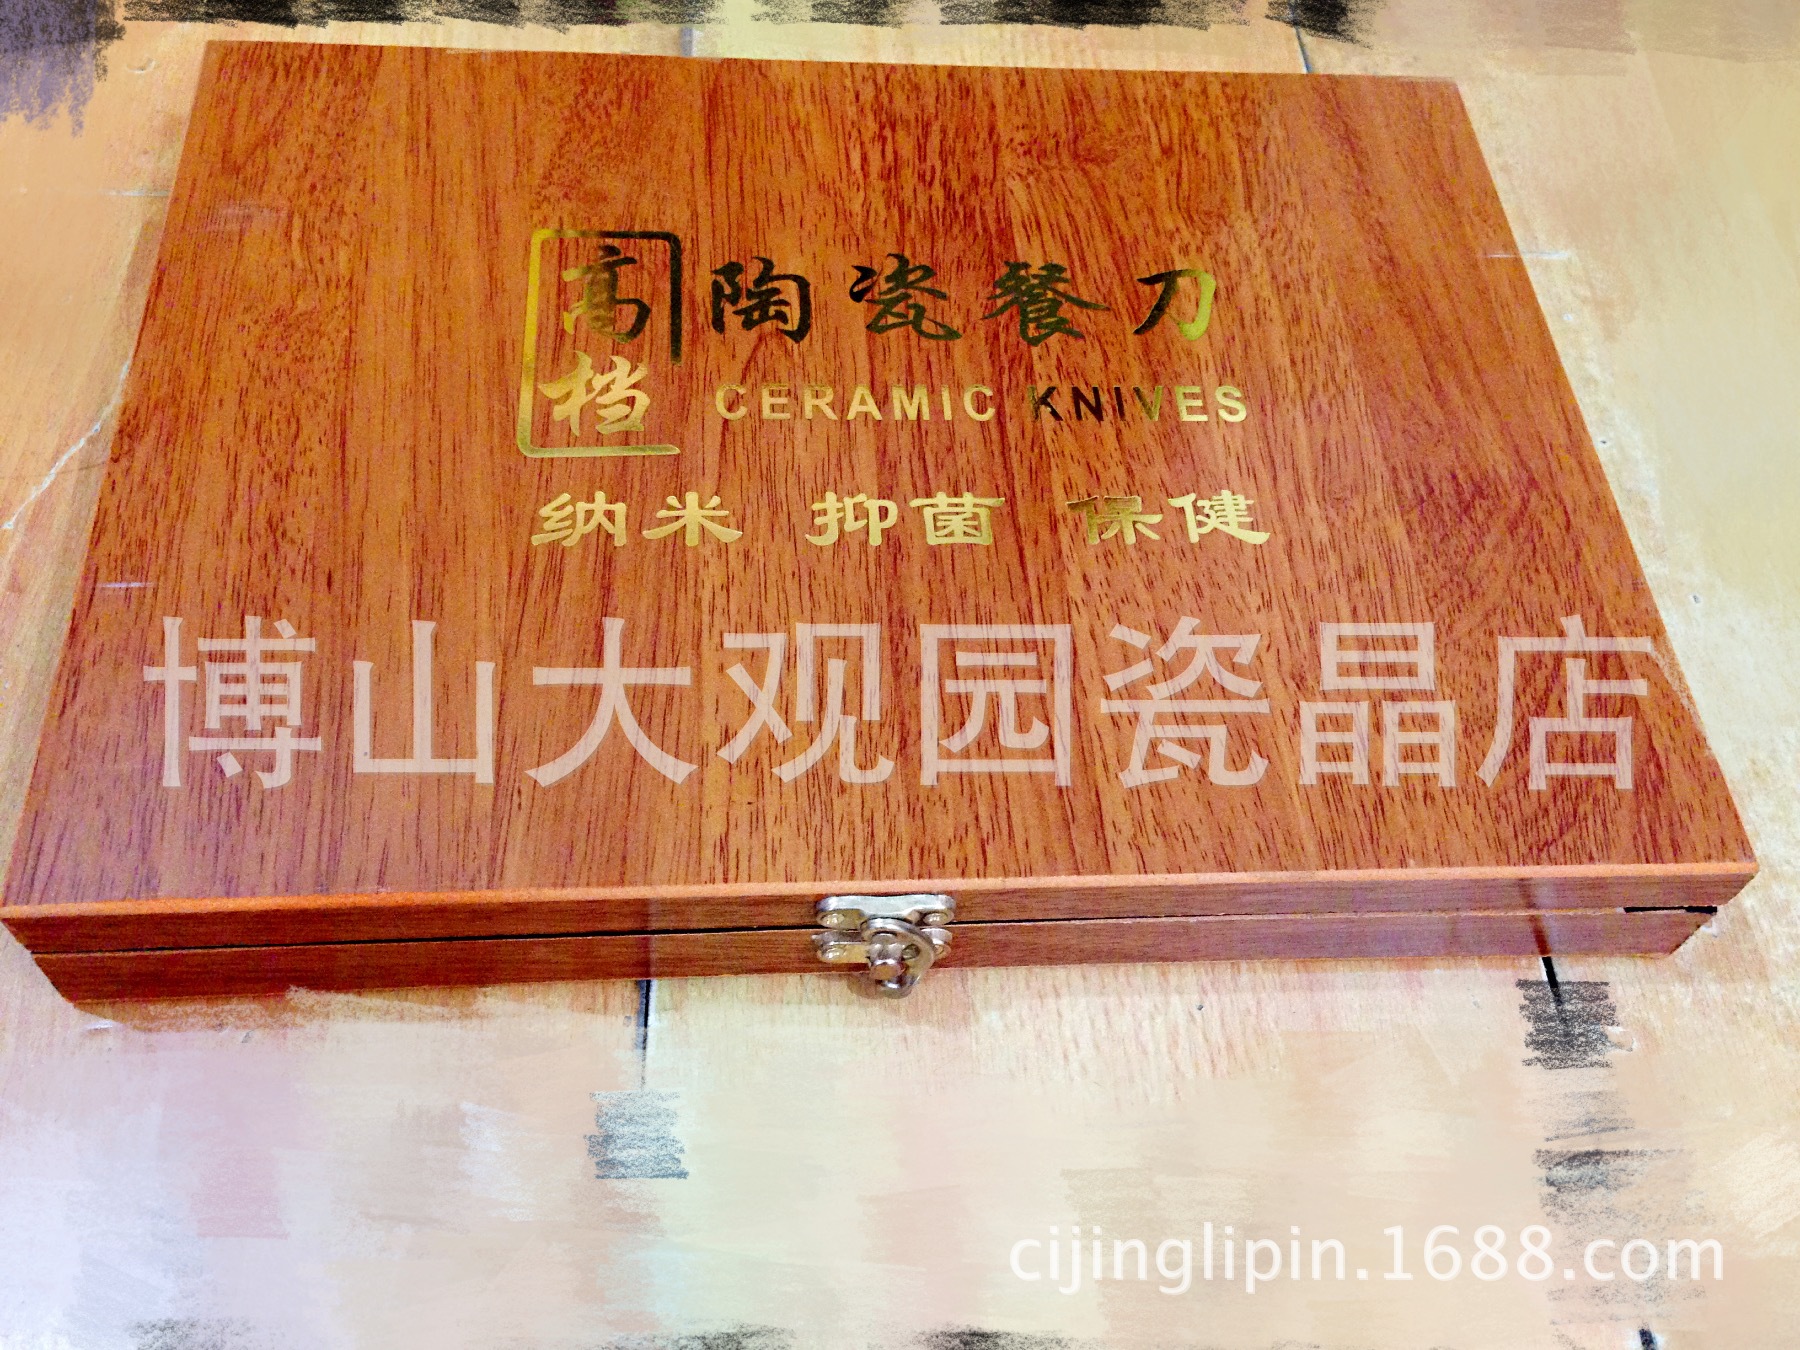 高档 陶瓷餐刀
CERAMIC KNIVES
纳米 抑菌 保健
博山大观园瓷晶店
cijinglipin.1688.com